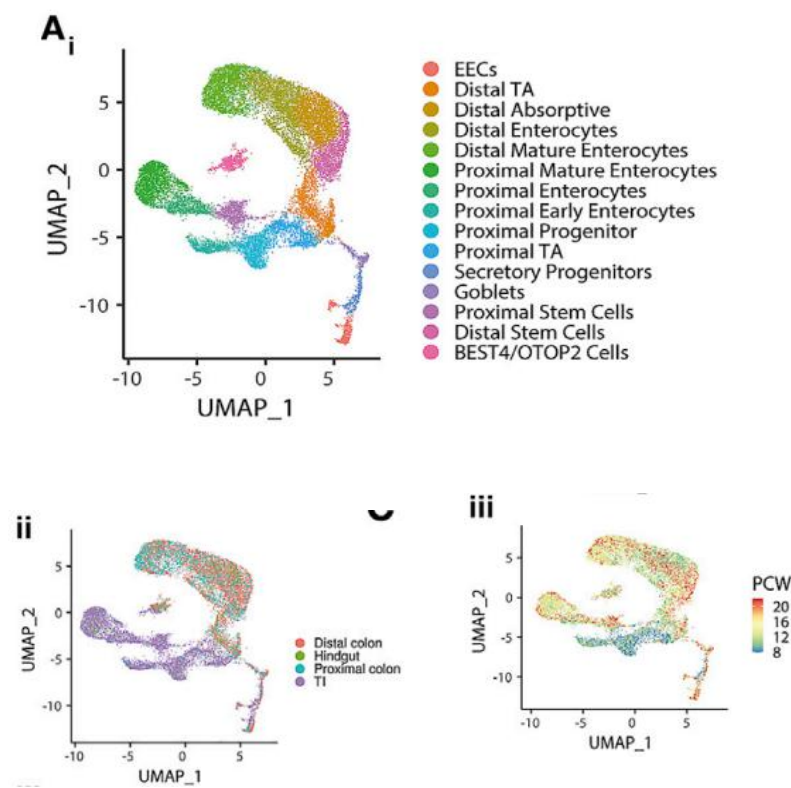 A i
5
0
-5
-10
UMAP_2
-10 -5 0 5
UMAP_1
EECs
Distal TA
Distal Absorptive
Distal Enterocytes
Distal Mature Enterocytes
Proximal Mature Enterocytes
Proximal Enterocytes
Proximal Early Enterocytes
Proximal Progenitor
Proximal TA
Secretory Progenitors
Goblets
Proximal Stem Cells
Distal Stem Cells
BEST4/OTOP2 Cells
ii
5
0
-5
-10
UMAP_2
-10 -5 0 5
UMAP_1
Distal colon
Hindgut
Proximal colon
TI
iii
5
0
-5
-10
UMAP_2
-10 -5 0 5
UMAP_1
PCW
20
16
12
8